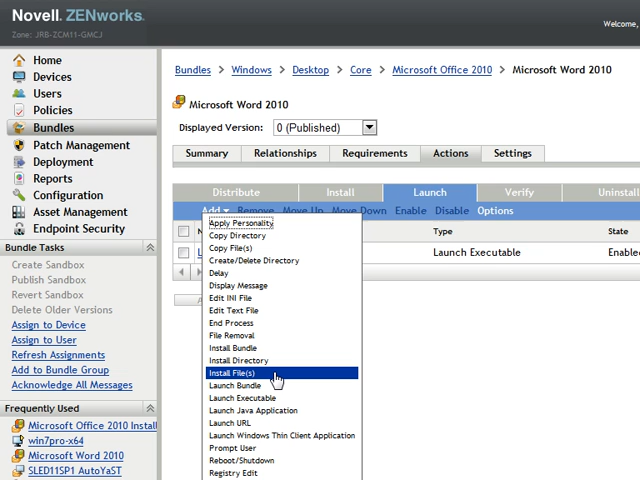 Novell. ZENworks.
Zone: JRB-ZCM11-GMCJ
Welcome,
Home
Devices
Users
Policies
Bundles
Patch Management
Deployment
Reports
Configuration
Asset Management
Endpoint Security
Bundle Tasks
Create Sandbox
Publish Sandbox
Revert Sandbox
Delete Older Versions
Assign to Device
Assign to User
Refresh Assignments
Add to Bundle Group
Acknowledge All Messages
Frequently Used
Microsoft Office 2010 Instal
win7pro-x64
Microsoft Word 2010
SLED11SP1 AutoYaST
Bundles > Windows > Desktop > Core > Microsoft Office 2010 > Microsoft Word 2010
Microsoft Word 2010
Displayed Version: 0 (Published)
Summary Relationships Requirements Actions Settings
Distribute Install Launch Verify Uninstall
Add Remove Move Up Move Down Enable Disable Options
Type State
Launch Executable Enabled
Apply Personality
Copy Directory
Copy File(s)
Create/Delete Directory
Delay
Display Message
Edit INI File
Edit Text File
End Process
File Removal
Install Bundle
Install Directory
Install File(s)
Launch Bundle
Launch Executable
Launch Java Application
Launch URL
Launch Windows Thin Client Application
Prompt User
Reboot/Shutdown
Registry Edit